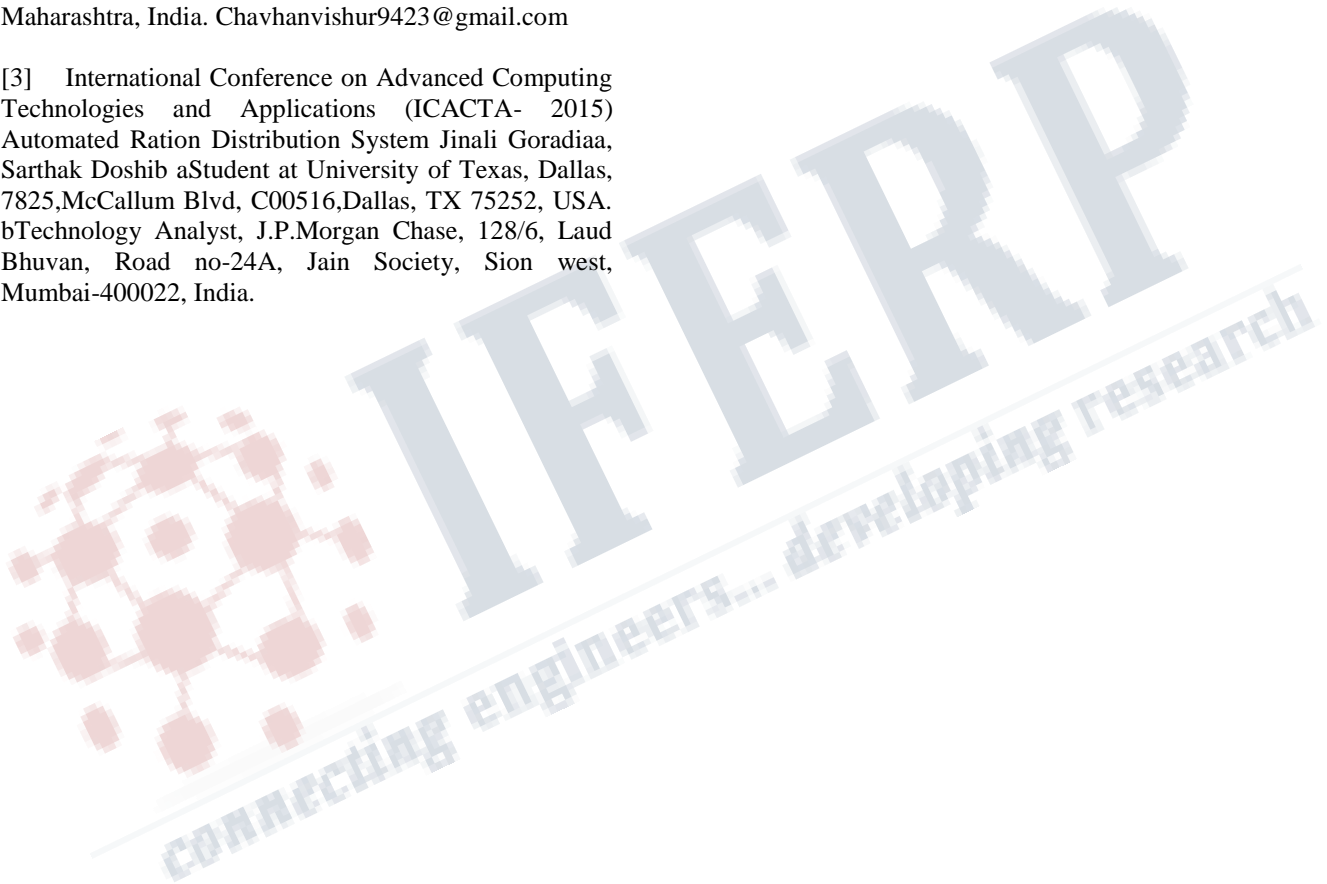 Maharashtra, India. Chavhanvishur9423@gmail.com
[3] International Conference on Advanced Computing
Technologies and Applications (ICACTA- 2015)
Automated Ration Distribution System Jinali Goradiaa,
Sarthak Doshib aStudent at University of Texas, Dallas,
7825,McCallum Blvd, C00516,Dallas, TX 75252, USA.
bTechnology Analyst, J.P.Morgan Chase, 128/6, Laud
Bhuvan, Road no-24A, Jain Society, Sion west,
Mumbai-400022, India.
IFERP
connecting engineers... developing research